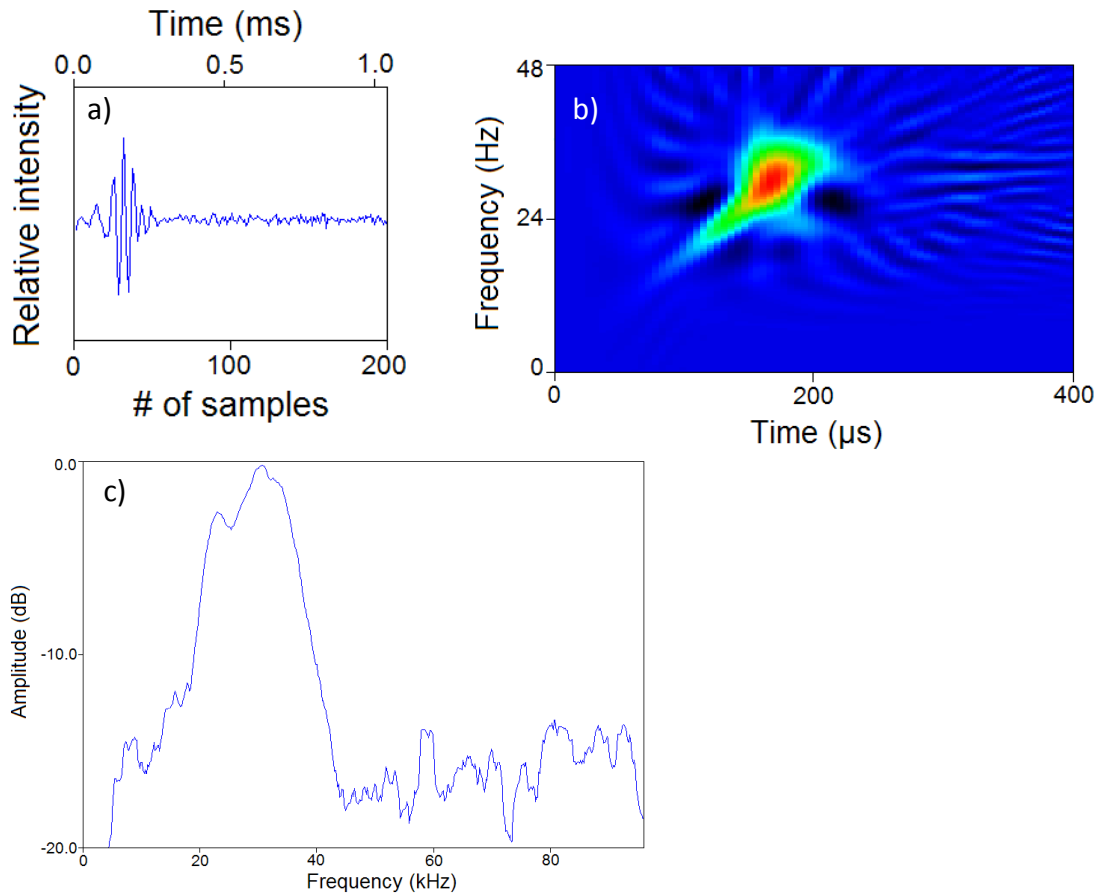 Time (ms)
0.0 0.5 1.0
a)
Relative intensity
0 100 200
# of samples
b)
48
24
0
Frequency (Hz)
0 200 400
Time (µs)
c)
0.0
-10.0
-20.0
Amplitude (dB)
0 20 40 60 80
Frequency (kHz)